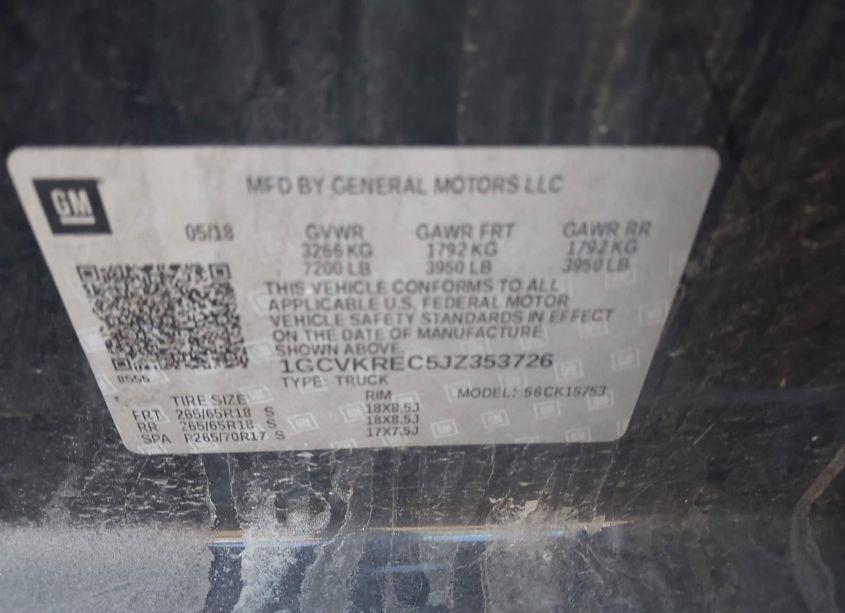 GM
MFD BY GENERAL MOTORS LLC
05/18 GVWR GAWR FRT GAWR RR
3266 KG 1792 KG 1792 KG
7200 LB 3950 LB 3950 LB
THIS VEHICLE CONFORMS TO ALL
APPLICABLE U.S. FEDERAL MOTOR
VEHICLE SAFETY STANDARDS IN EFFECT
ON THE DATE OF MANUFACTURE
SHOWN ABOVE.
1GCVKREC5JZ353726
8555
TYPE: TRUCK MODEL: 56CK15753
TIRE SIZE RIM
FRT 265/65R18 S 18X8.5J
RR 265/65R18 S 18X8.5J
SPA P265/70R17 S 17X7.5J